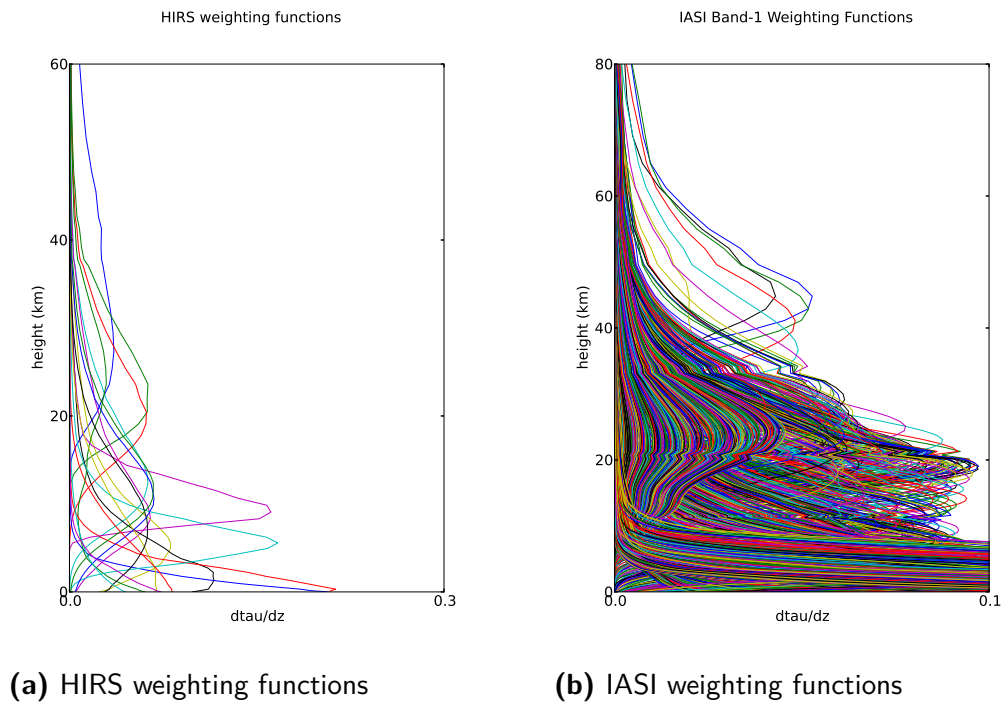 HIRS weighting functions
60
40
20
0
height (km)
0.0
0.3
dtau/dz
(a) HIRS weighting functions
IASI Band-1 Weighting Functions
80
60
40
20
0
height (km)
0.0
0.1
dtau/dz
(b) IASI weighting functions